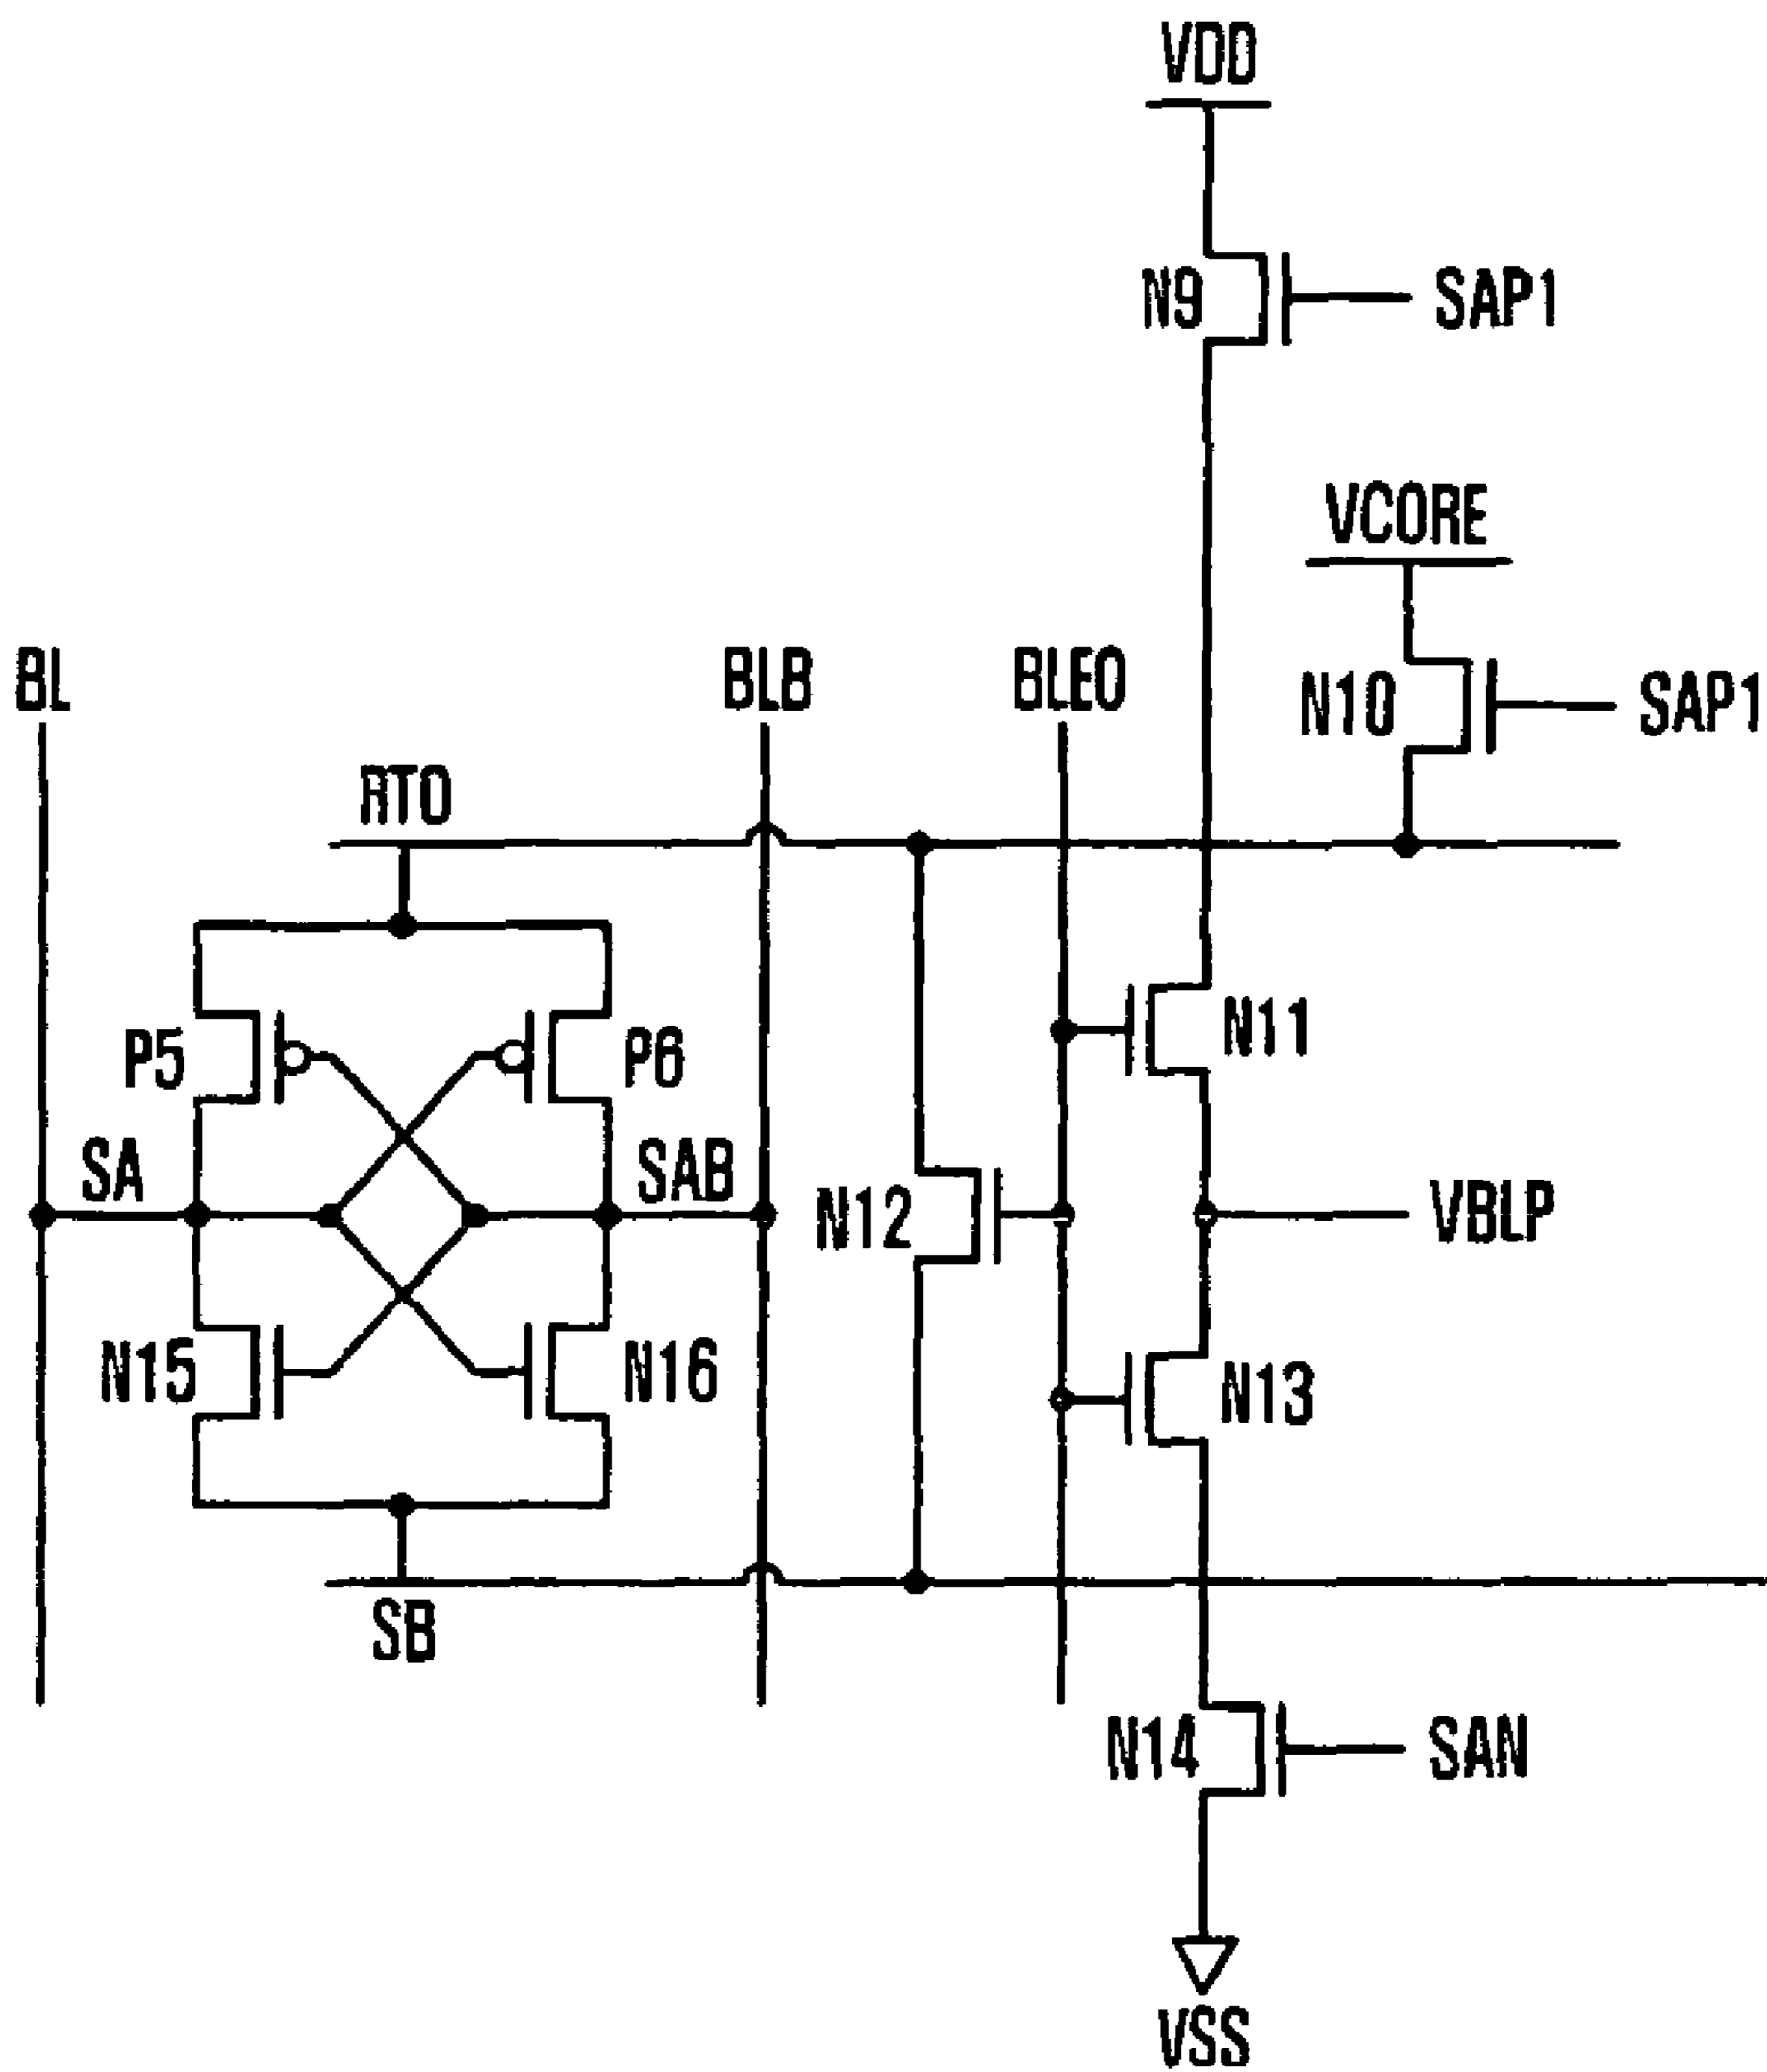 VDD
N9
SAP1
VCORE
N10
SAP1
BL
BLB
BLEQ
RTO
P5
P6
N11
SA
SAB
N12
VBLP
N15
N16
N13
SB
N14
SAN
VSS